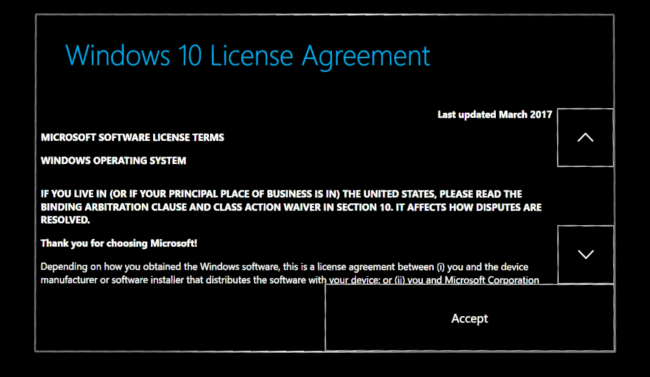 Windows 10 License Agreement
Last updated March 2017
MICROSOFT SOFTWARE LICENSE TERMS
WINDOWS OPERATING SYSTEM
IF YOU LIVE IN (OR IF YOUR PRINCIPAL PLACE OF BUSINESS IS IN) THE UNITED STATES, PLEASE READ THE
BINDING ARBITRATION CLAUSE AND CLASS ACTION WAIVER IN SECTION 10. IT AFFECTS HOW DISPUTES ARE
RESOLVED.
Thank you for choosing Microsoft!
Depending on how you obtained the Windows software, this is a license agreement between (i) you and the device
manufacturer or software installer that distributes the software with your device; or (ii) you and Microsoft Corporation
Accept